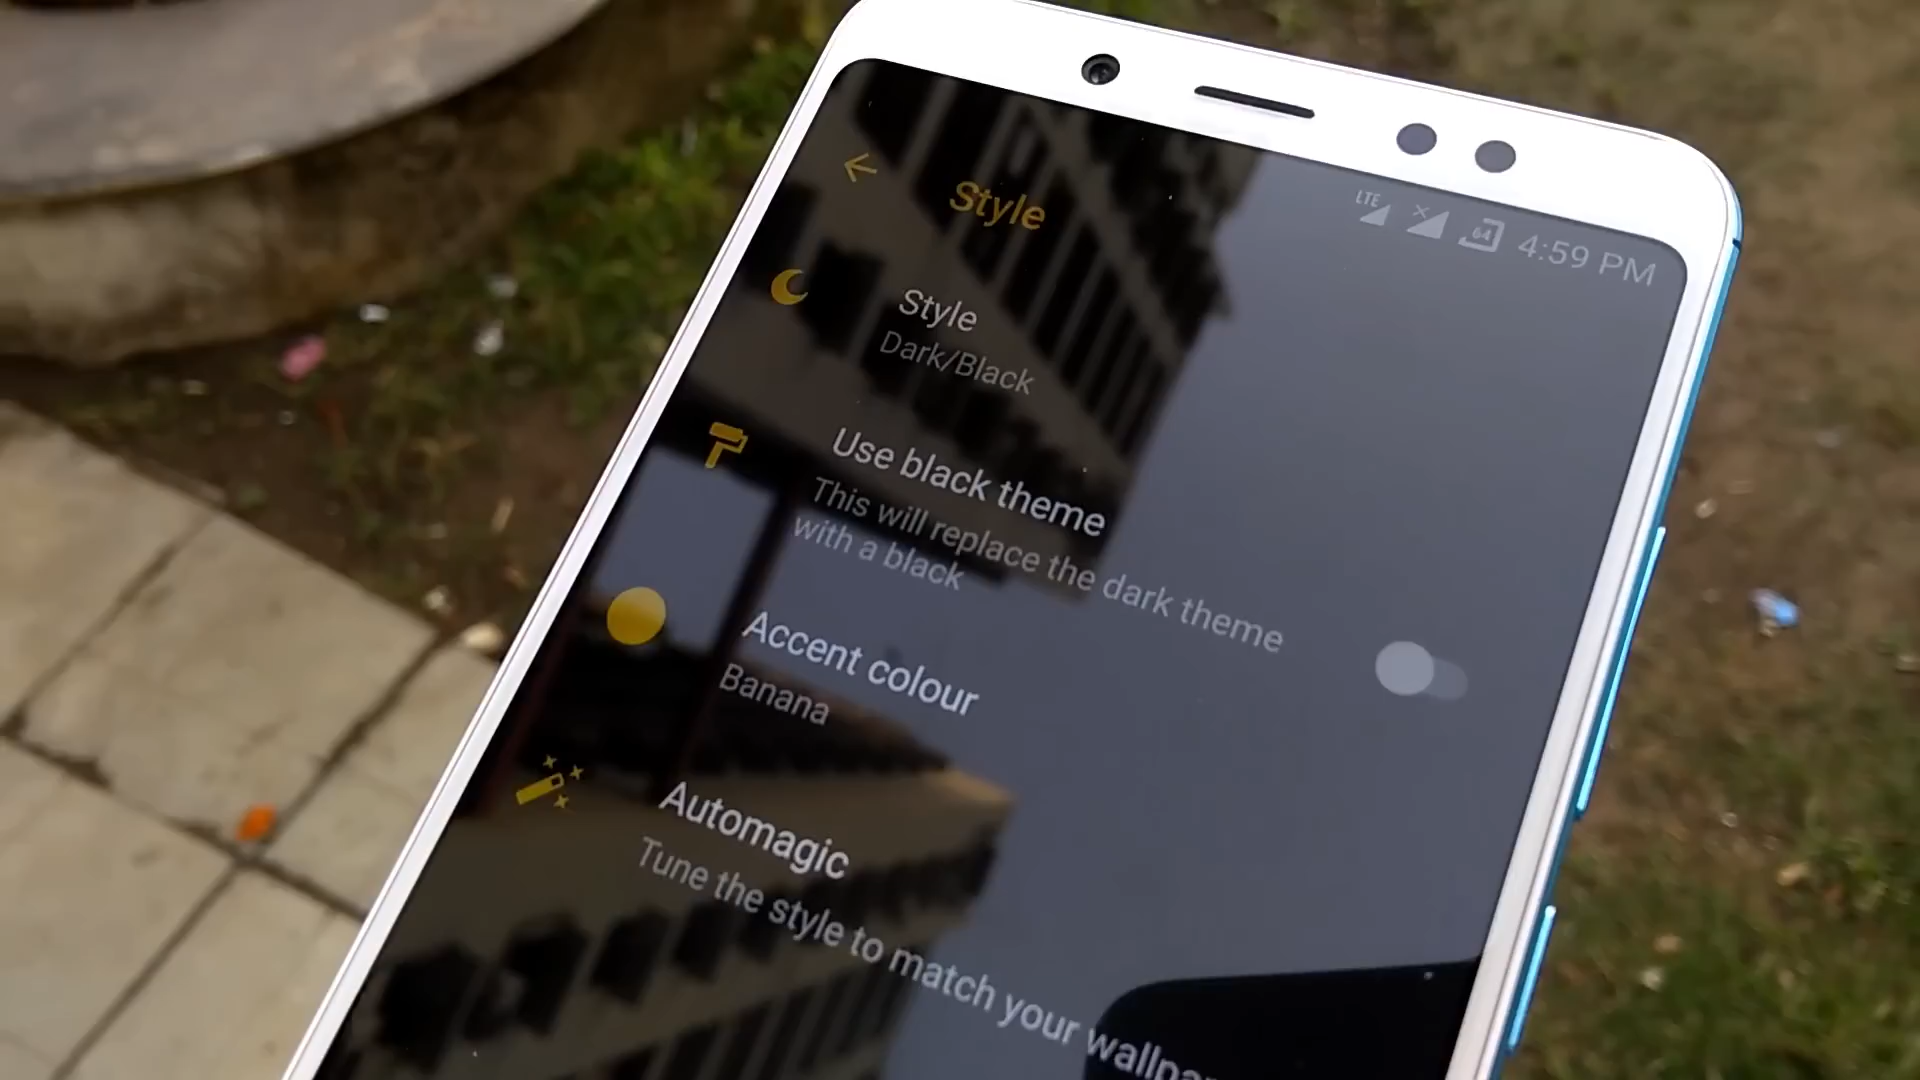 LTE
64
4:59 PM
Style
Style
Dark/Black
Use black theme
This will replace the dark theme
with a black
Accent colour
Banana
Automagic
Tune the style to match your